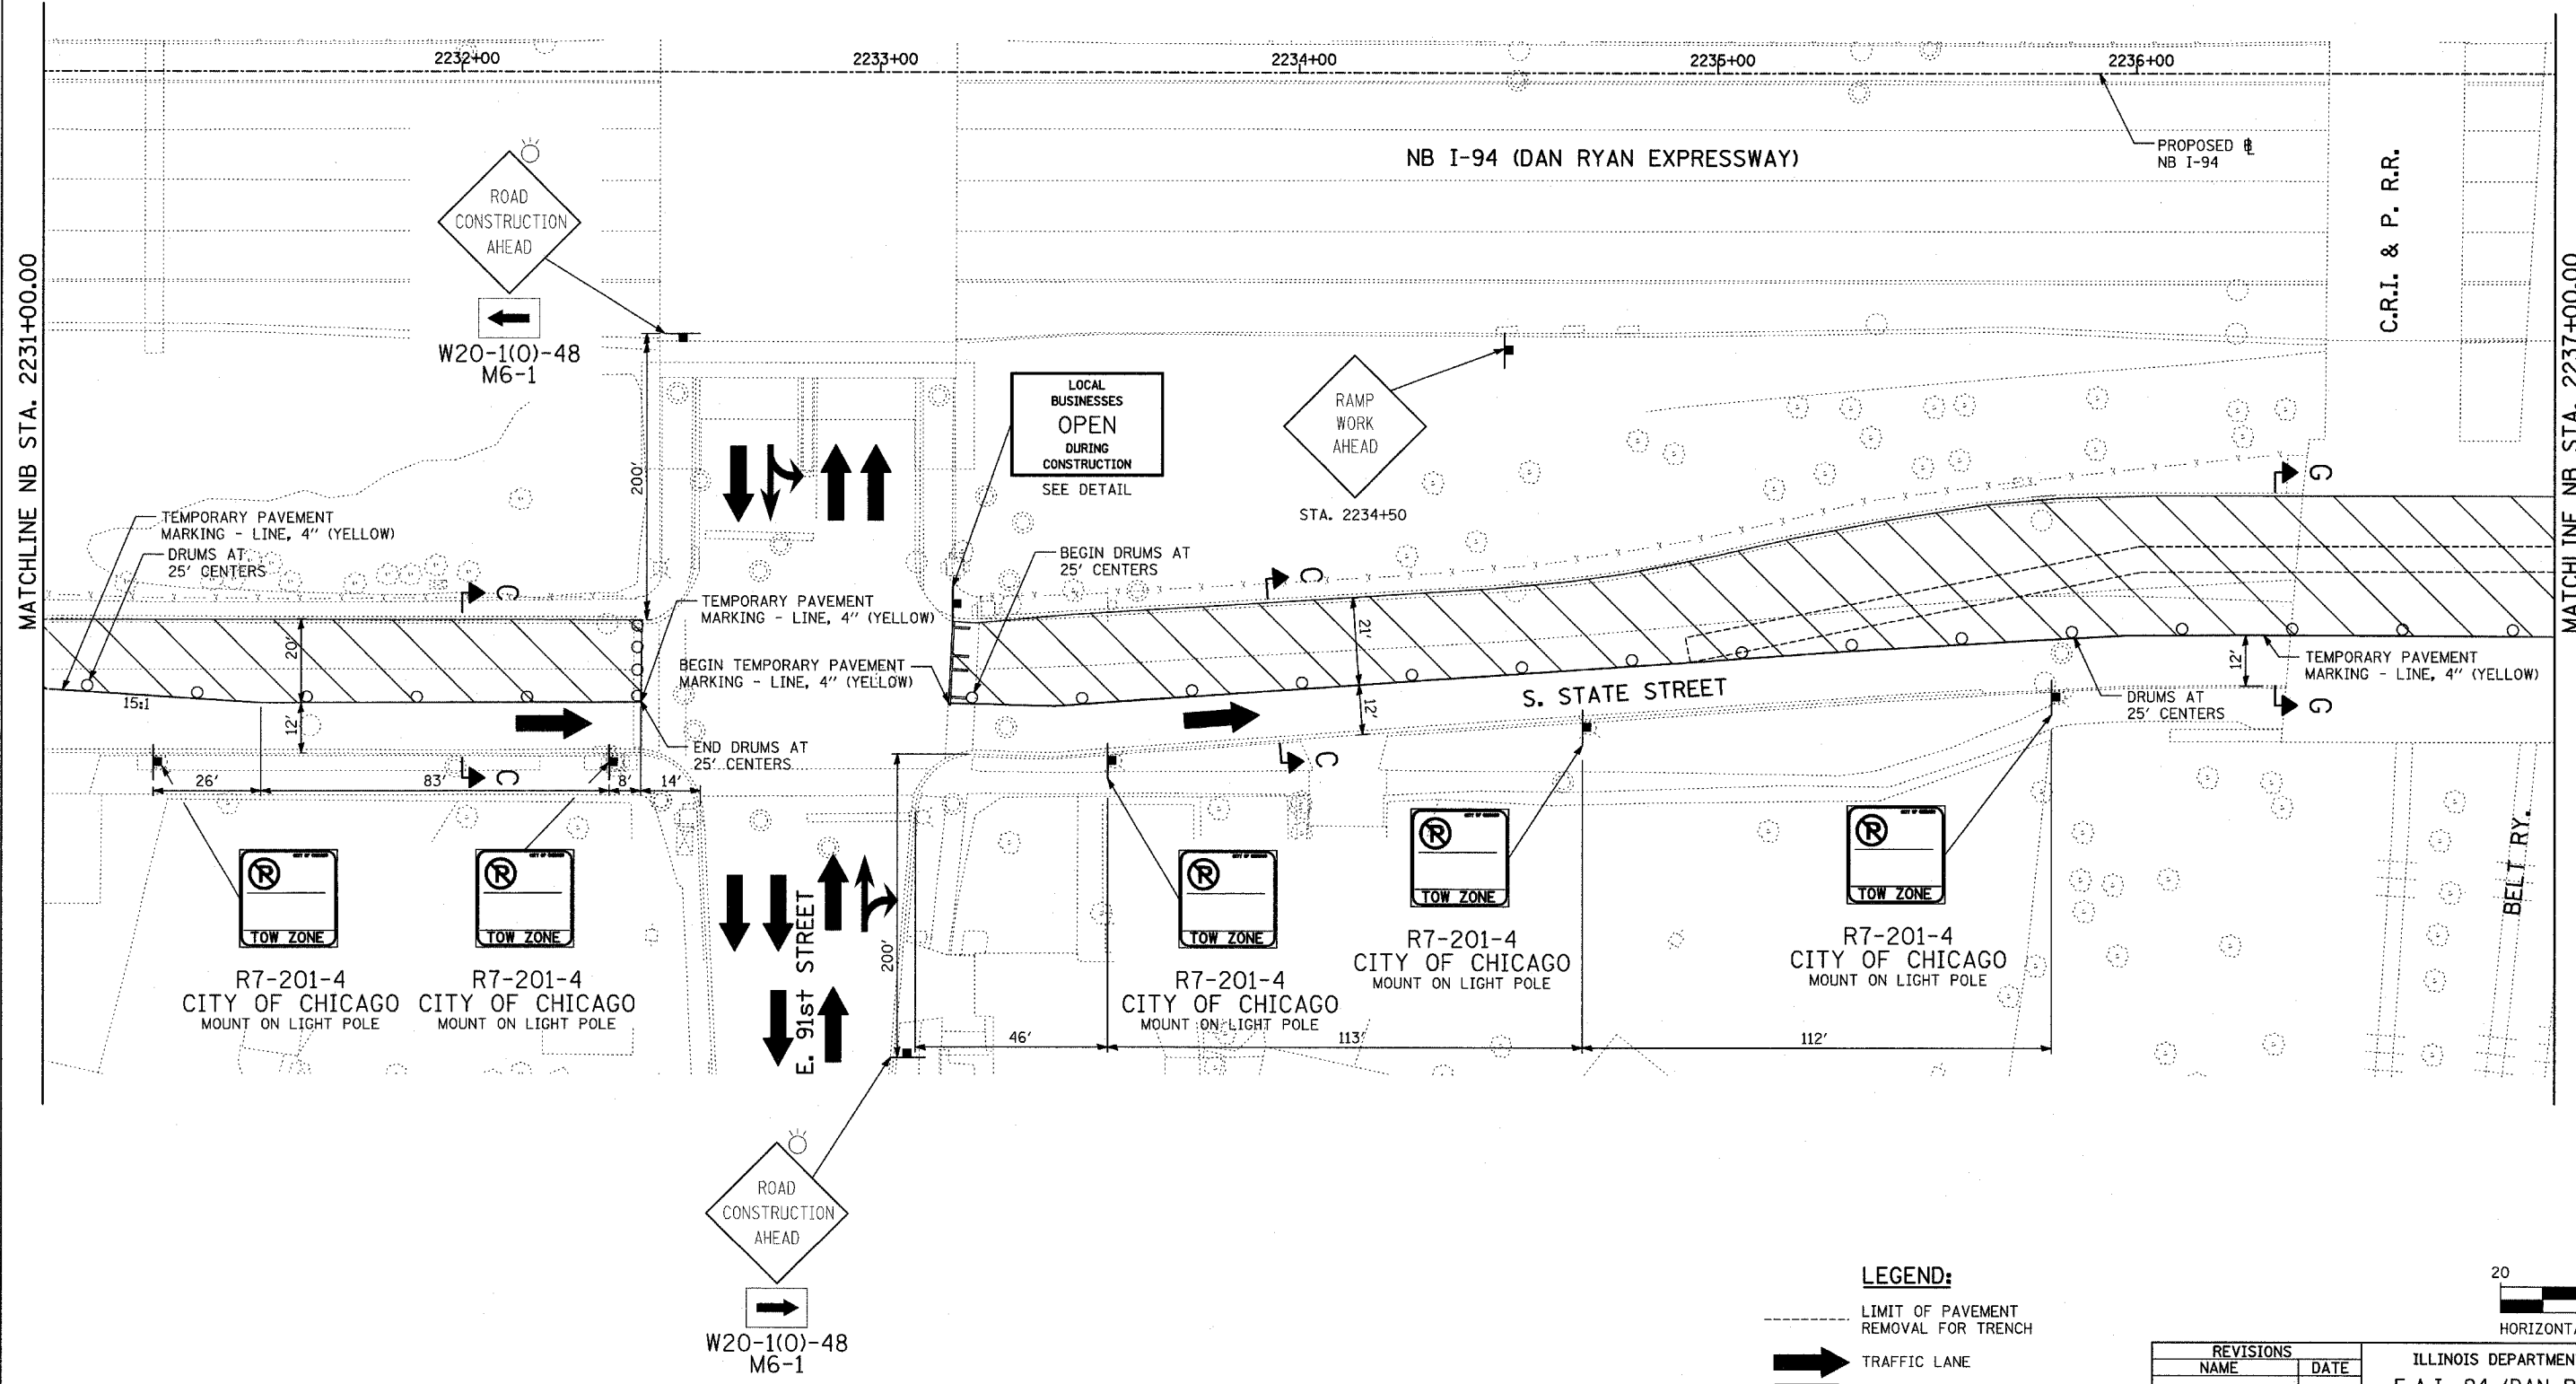 2232+00
2233+00
2234+00
2235+00
2236+00
NB I-94 (DAN RYAN EXPRESSWAY)
PROPOSED ℄
NB I-94
C.R.I. & P. R.R.
MATCHLINE NB STA. 2231+00.00
MATCHLINE NB STA. 2237+00.00
ROAD
CONSTRUCTION
AHEAD
W20-1(O)-48
M6-1
200'
LOCAL
BUSINESSES
OPEN
DURING
CONSTRUCTION
SEE DETAIL
RAMP
WORK
AHEAD
STA. 2234+50
TEMPORARY PAVEMENT
MARKING - LINE, 4" (YELLOW)
DRUMS AT
25' CENTERS
C
BEGIN DRUMS AT
25' CENTERS
C
G
TEMPORARY PAVEMENT
MARKING - LINE, 4" (YELLOW)
BEGIN TEMPORARY PAVEMENT
MARKING - LINE, 4" (YELLOW)
20'
15:1
12'
21'
12'
S. STATE STREET
12'
TEMPORARY PAVEMENT
MARKING - LINE, 4" (YELLOW)
DRUMS AT
25' CENTERS
G
END DRUMS AT
25' CENTERS
C
C
26'
83'
8'
14'
TOW ZONE
R7-201-4
CITY OF CHICAGO
MOUNT ON LIGHT POLE
TOW ZONE
R7-201-4
CITY OF CHICAGO
MOUNT ON LIGHT POLE
E. 91st STREET
200'
TOW ZONE
R7-201-4
CITY OF CHICAGO
MOUNT ON LIGHT POLE
TOW ZONE
R7-201-4
CITY OF CHICAGO
MOUNT ON LIGHT POLE
TOW ZONE
R7-201-4
CITY OF CHICAGO
MOUNT ON LIGHT POLE
BELT RY.
46'
113'
112'
ROAD
CONSTRUCTION
AHEAD
W20-1(O)-48
M6-1
LEGEND:
LIMIT OF PAVEMENT
REMOVAL FOR TRENCH
TRAFFIC LANE
20
REVISIONS
NAME
DATE